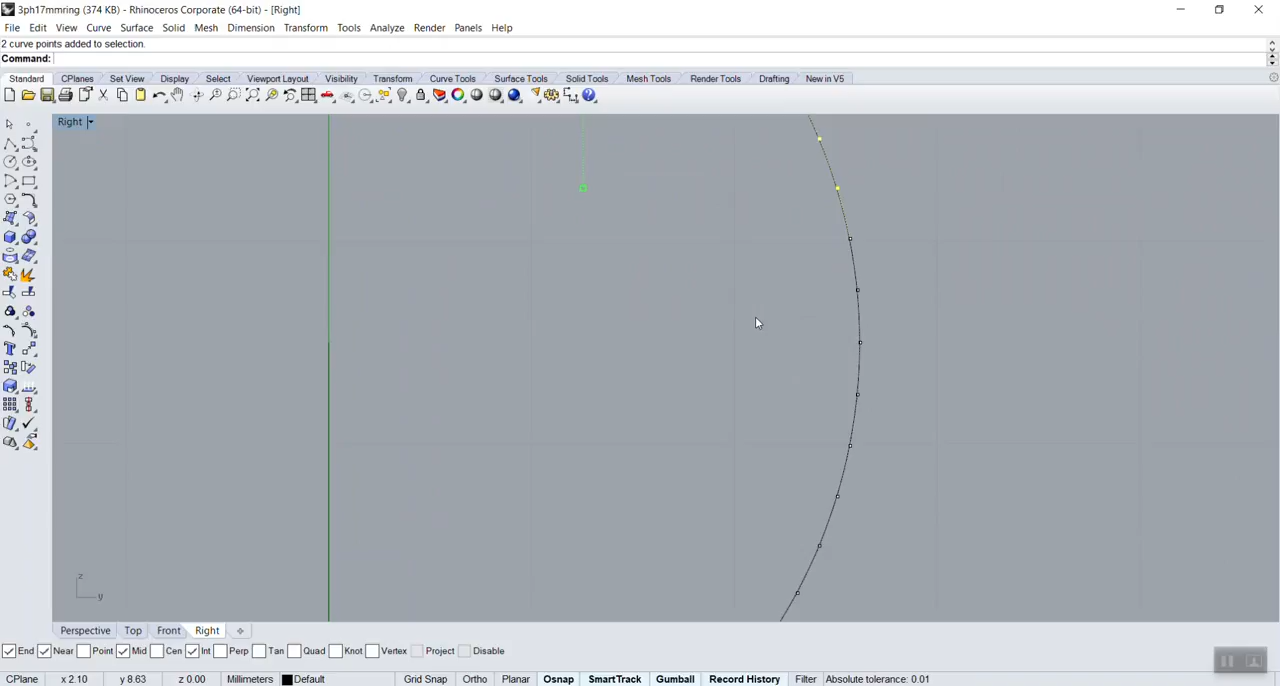 3ph17mmring (374 KB) - Rhinoceros Corporate (64-bit) - [Right]
File Edit View Curve Surface Solid Mesh Dimension Transform Tools Analyze Render Panels Help
2 curve points added to selection.
Command:
Standard CPlanes Set View Display Select Viewport Layout Visibility Transform Curve Tools Surface Tools Solid Tools Mesh Tools Render Tools Drafting New in V5
Right
z
y
Perspective Top Front Right
End Near Point Mid Cen Int Perp Tan Quad Knot Vertex Project Disable
CPlane x 2.10 y 8.63 z 0.00 Millimeters Default Grid Snap Ortho Planar Osnap SmartTrack Gumball Record History Filter Absolute tolerance: 0.01